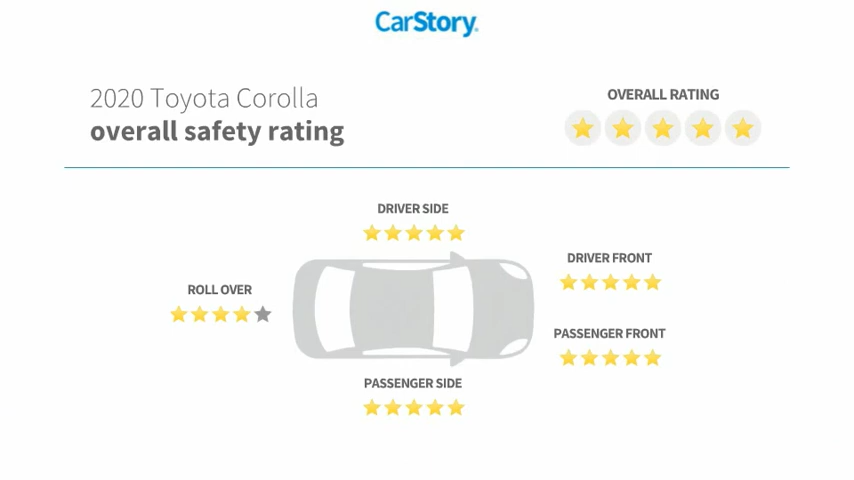 CarStory.
2020 Toyota Corolla
overall safety rating
OVERALL RATING
DRIVER SIDE
DRIVER FRONT
ROLL OVER
PASSENGER FRONT
PASSENGER SIDE